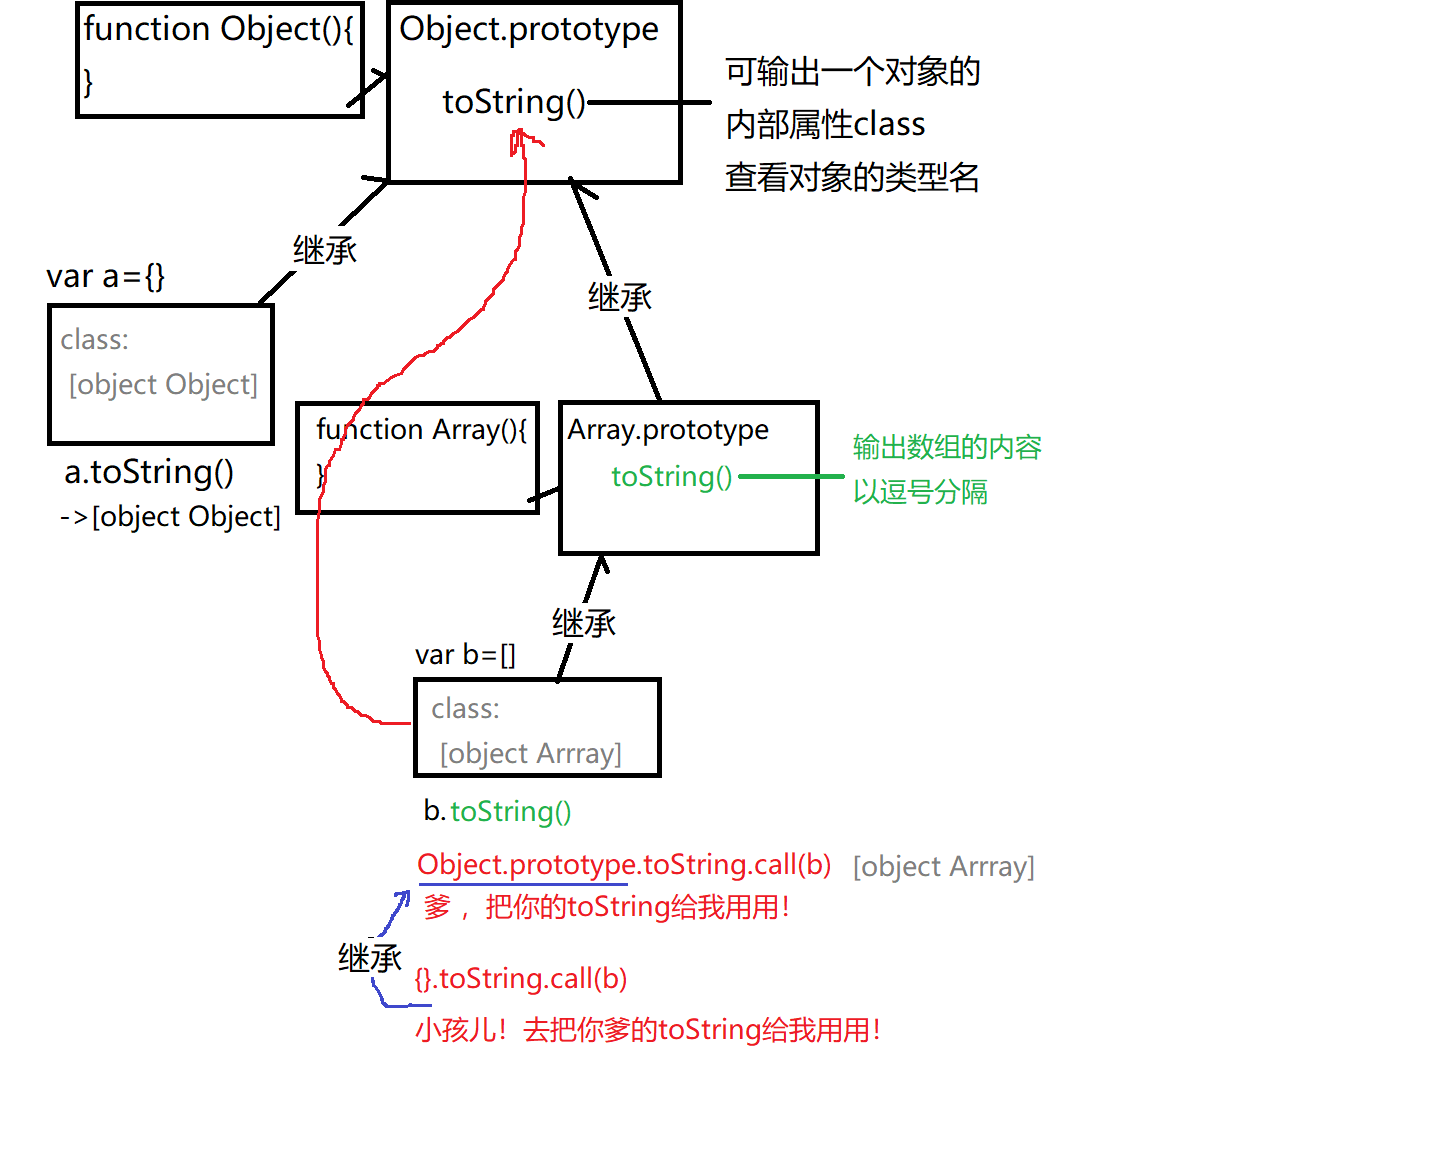 function Object(){
}
Object.prototype
toString()
可输出一个对象的
内部属性class
查看对象的类型名
继承
继承
var a={}
class:
[object Object]
a.toString()
->[object Object]
function Array(){
}
Array.prototype
toString()
输出数组的内容
以逗号分隔
继承
var b=[]
class:
[object Arrray]
b.toString()
Object.prototype.toString.call(b) [object Arrray]
爹，把你的toString给我用用！
继承
{}.toString.call(b)
小孩儿！去把你爹的toString给我用用！